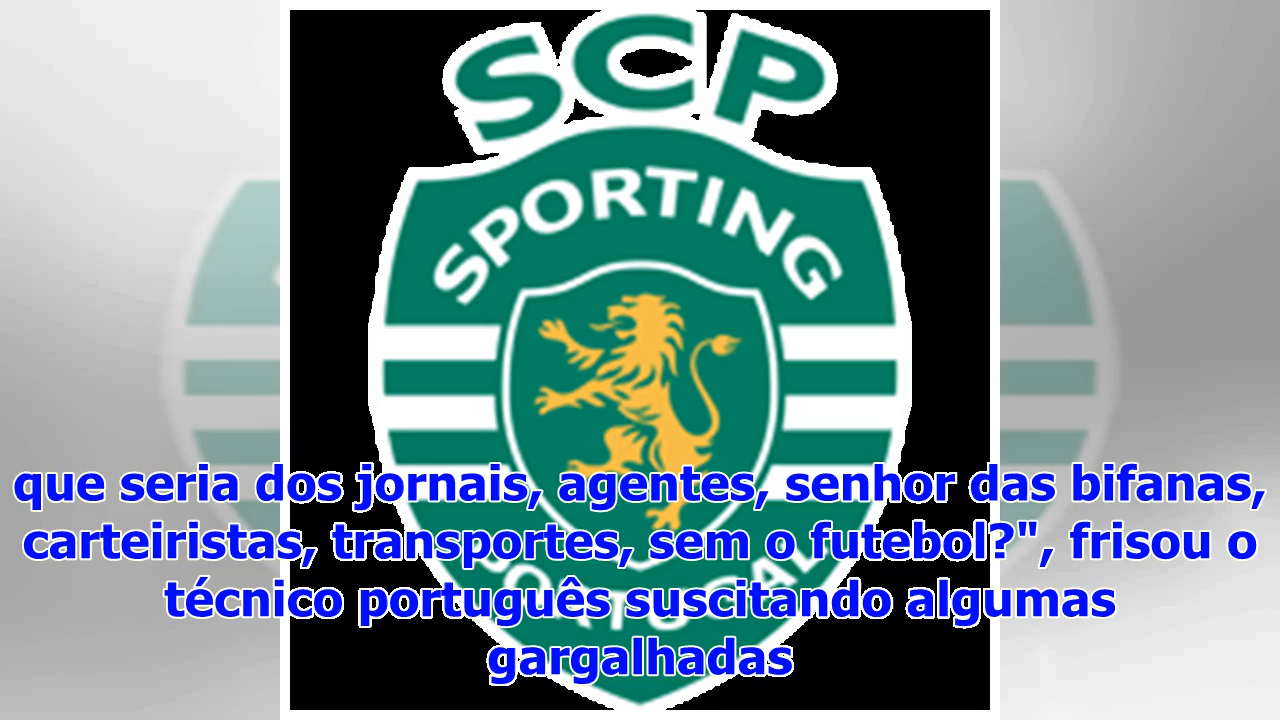 SCP
SPORTING
que seria dos jornais, agentes, senhor das bifanas,
carteiristas, transportes, sem o futebol?", frisou o
PORTUGAL
técnico português suscitando algumas
gargalhadas